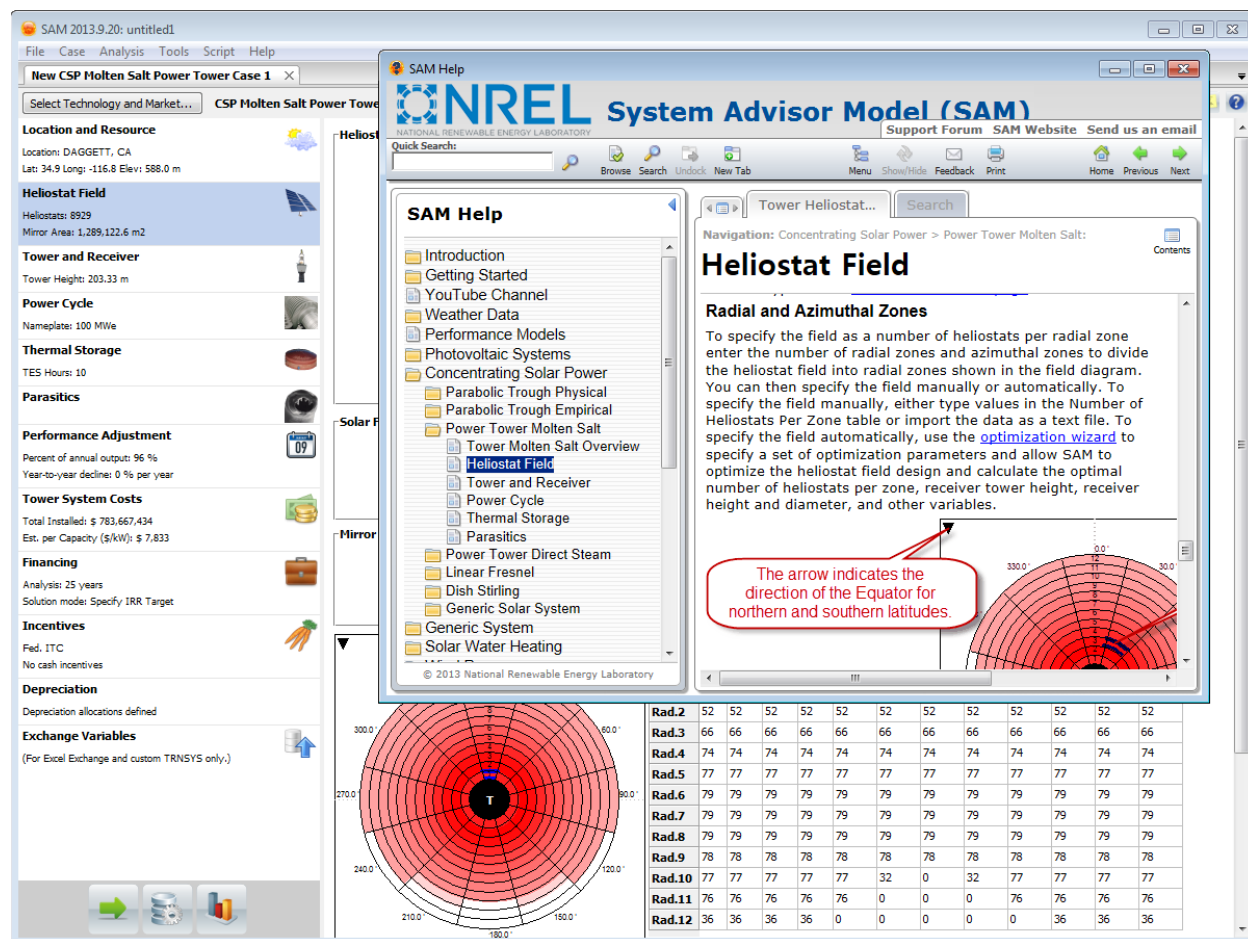 SAM 2013.9.20: untitled1
File Case Analysis Tools Script Help
New CSP Molten Salt Power Tower Case 1
Select Technology and Market...
CSP Molten Salt Power Towe
Location and Resource
Location: DAGGETT, CA
Lat: 34.9 Long: -116.8 Elev: 588.0 m
Heliostat Field
Heliostats: 8929
Mirror Area: 1,289,122.6 m2
Tower and Receiver
Tower Height: 203.33 m
Power Cycle
Nameplate: 100 MWe
Thermal Storage
TES Hours: 10
Parasitics
Performance Adjustment
09
Percent of annual output: 96 %
Year-to-year decline: 0 % per year
Tower System Costs
Total Installed: $ 783,667,434
Est. per Capacity ($/kW): $ 7,833
Financing
Analysis: 25 years
Solution mode: Specify IRR Target
Incentives
Fed. ITC
No cash incentives
Depreciation
Depreciation allocations defined
Exchange Variables
(For Excel Exchange and custom TRNSYS only.)
Heliost
Solar F
Mirror
SAM Help
NREL
NATIONAL RENEWABLE ENERGY LABORATORY
System Advisor Model (SAM)
Support Forum SAM Website Send us an email
Quick Search:
Browse Search Undock New Tab Menu Show/Hide Feedback Print Home Previous Next
SAM Help
Introduction
Getting Started
YouTube Channel
Weather Data
Performance Models
Photovoltaic Systems
Concentrating Solar Power
Parabolic Trough Physical
Parabolic Trough Empirical
Power Tower Molten Salt
Tower Molten Salt Overview
Heliostat Field
Tower and Receiver
Power Cycle
Thermal Storage
Parasitics
Power Tower Direct Steam
Linear Fresnel
Dish Stirling
Generic Solar System
Generic System
Solar Water Heating
© 2013 National Renewable Energy Laboratory
Tower Heliostat...
Search
Navigation: Concentrating Solar Power > Power Tower Molten Salt:
Contents
Heliostat Field
Radial and Azimuthal Zones
To specify the field as a number of heliostats per radial zone
enter the number of radial zones and azimuthal zones to divide
the heliostat field into radial zones shown in the field diagram.
You can then specify the field manually or automatically. To
specify the field manually, either type values in the Number of
Heliostats Per Zone table or import the data as a text file. To
specify the field automatically, use the optimization wizard to
specify a set of optimization parameters and allow SAM to
optimize the heliostat field design and calculate the optimal
number of heliostats per zone, receiver tower height, receiver
height and diameter, and other variables.
The arrow indicates the
direction of the Equator for
northern and southern latitudes.
0.0°
330.0°
30.0°
12
11
10
300.0°
60.0°
270.0°
T
90.0°
240.0°
120.0°
210.0°
150.0°
180.0°
Rad.2 52 52 52 52 52 52 52 52 52 52 52 52
Rad.3 66 66 66 66 66 66 66 66 66 66 66 66
Rad.4 74 74 74 74 74 74 74 74 74 74 74 74
Rad.5 77 77 77 77 77 77 77 77 77 77 77 77
Rad.6 79 79 79 79 79 79 79 79 79 79 79 79
Rad.7 79 79 79 79 79 79 79 79 79 79 79 79
Rad.8 79 79 79 79 79 79 79 79 79 79 79 79
Rad.9 78 78 78 78 78 78 78 78 78 78 78 78
Rad.10 77 77 77 77 77 32 0 32 77 77 77 77
Rad.11 76 76 76 76 76 0 0 0 76 76 76 76
Rad.12 36 36 36 36 0 0 0 0 0 36 36 36